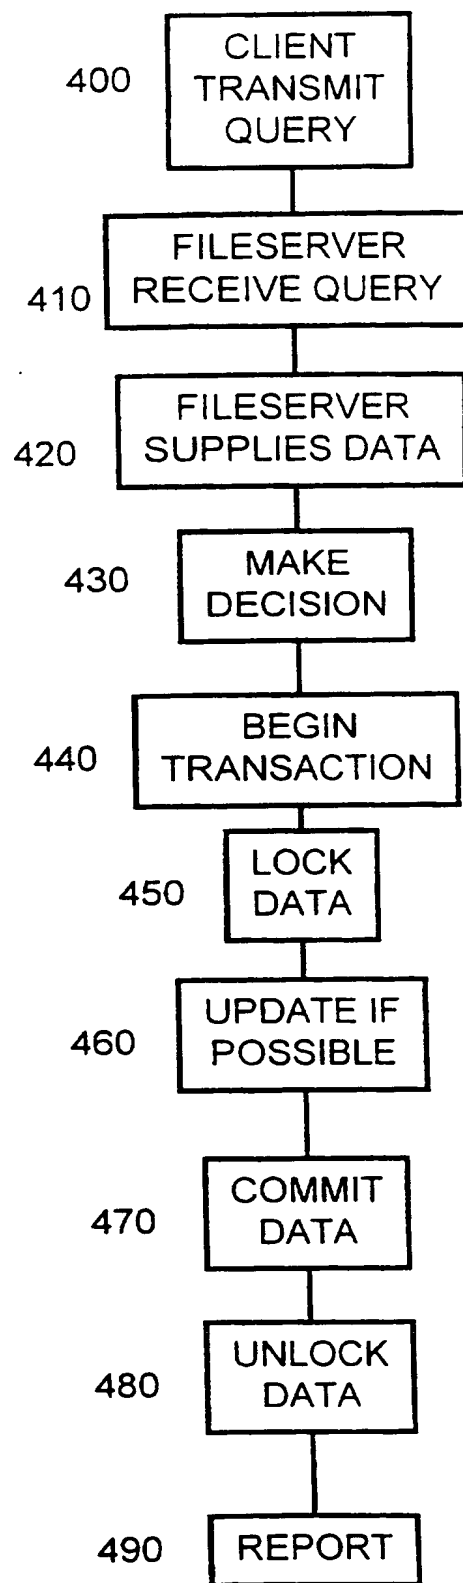 400
CLIENT
TRANSMIT
QUERY
410
FILESERVER
RECEIVE QUERY
420
FILESERVER
SUPPLIES DATA
430
MAKE
DECISION
440
BEGIN
TRANSACTION
450
LOCK
DATA
460
UPDATE IF
POSSIBLE
470
COMMIT
DATA
480
UNLOCK
DATA
490
REPORT